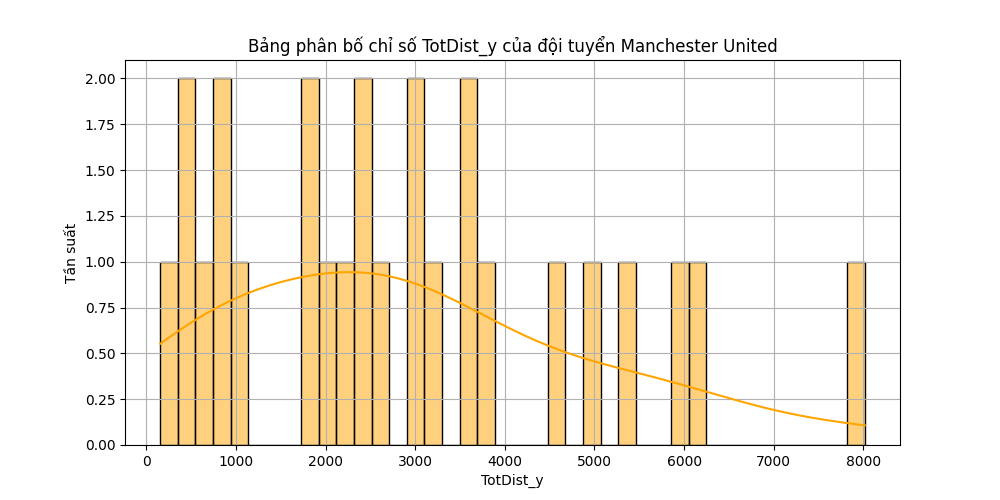 Bảng phân bố chỉ số TotDist_y của đội tuyển Manchester United
2.00
1.75
1.50
1.25
1.00
0.75
0.50
0.25
0.00
Tần suất
0 1000 2000 3000 4000 5000 6000 7000 8000
TotDist_y